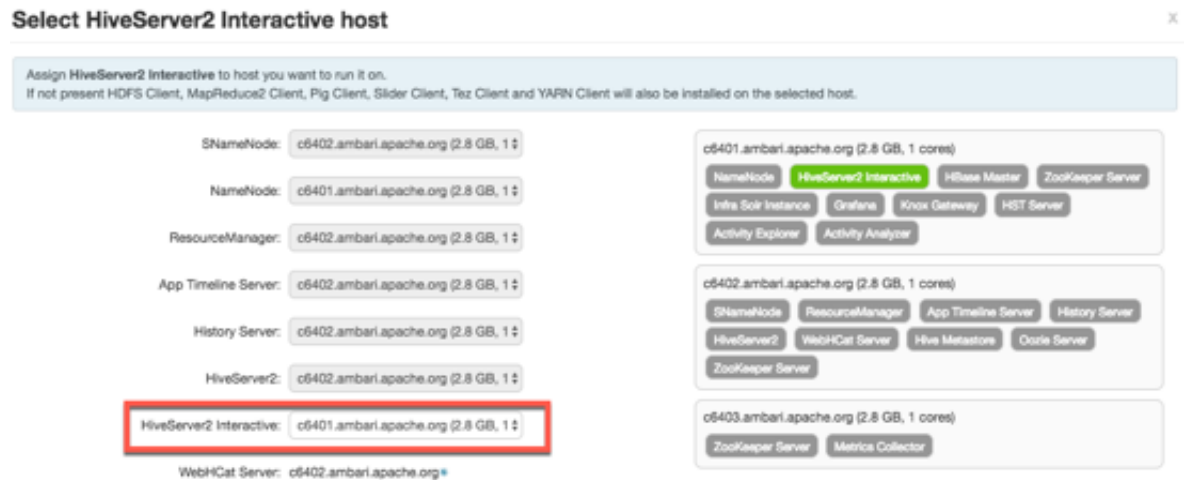 Select HiveServer2 Interactive host
x
Assign HiveServer2 Interactive to host you want to run it on.
If not present HDFS Client, MapReduce2 Client, Pig Client, Slider Client, Tez Client and YARN Client will also be installed on the selected host.
SNameNode: c6402.ambari.apache.org (2.8 GB, 1
NameNode: c6401.ambari.apache.org (2.8 GB, 1
ResourceManager: c6402.ambari.apache.org (2.8 GB, 1
App Timeline Server: c6402.ambari.apache.org (2.8 GB, 1
History Server: c6402.ambari.apache.org (2.8 GB, 1
HiveServer2: c6402.ambari.apache.org (2.8 GB, 1
HiveServer2 Interactive: c6401.ambari.apache.org (2.8 GB, 1
WebHCat Server: c6402.ambari.apache.org*
c6401.ambari.apache.org (2.8 GB, 1 cores)
NameNode HiveServer2 Interactive HBase Master ZooKeeper Server
Infra Solr Instance Grafana Knox Gateway HST Server
Activity Explorer Activity Analyzer
c6402.ambari.apache.org (2.8 GB, 1 cores)
SNameNode ResourceManager App Timeline Server History Server
HiveServer2 WebHCat Server Hive Metastore Oozie Server
ZooKeeper Server
c6403.ambari.apache.org (2.8 GB, 1 cores)
ZooKeeper Server Metrics Collector